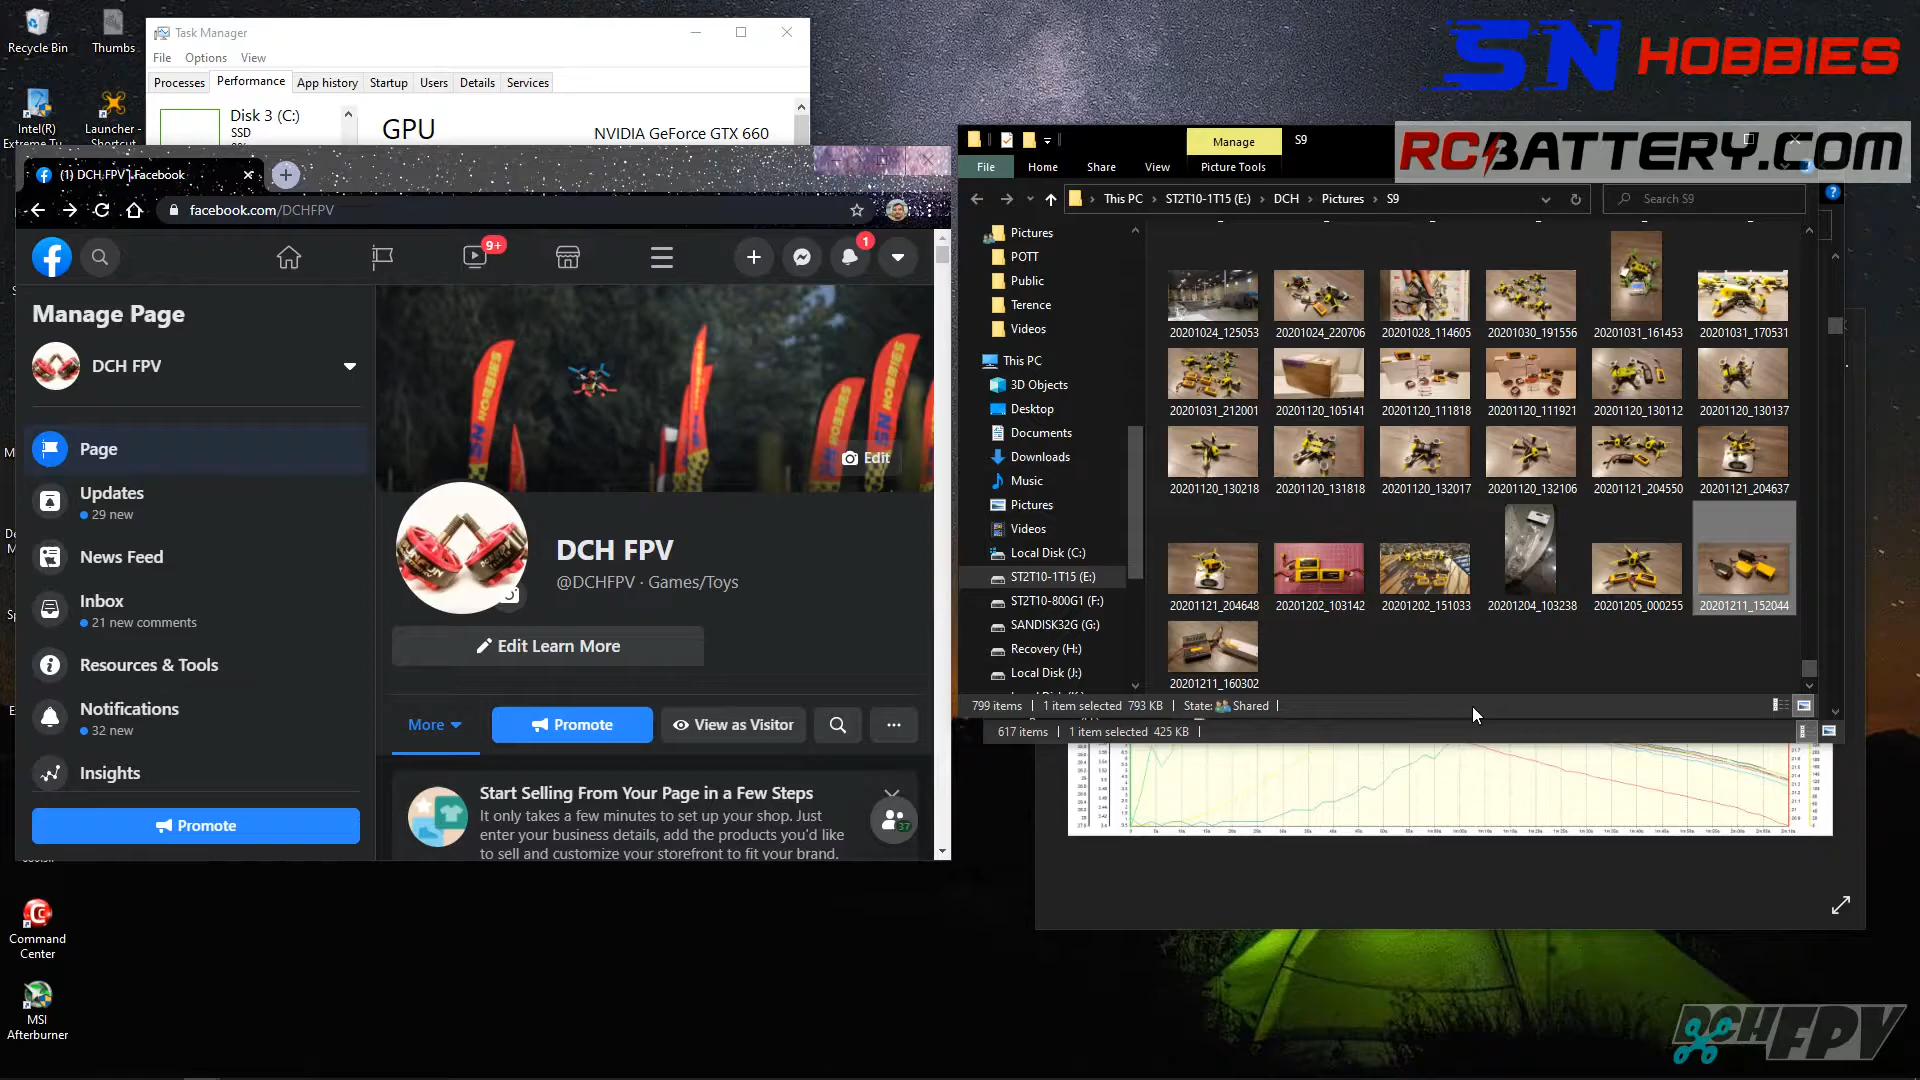 Recycle Bin
Thumbs
Intel(R)
Extreme Tu...
Launcher -
Shortcut
Command
Center
MSI
Afterburner
Task Manager
File Options View
Processes Performance App history Startup Users Details Services
Disk 3 (C:)
SSD
GPU
NVIDIA GeForce GTX 660
(1) DCH FPV | Facebook
facebook.com/DCHFPV
9+
1
Manage Page
DCH FPV
Page
Updates
29 new
News Feed
Inbox
21 new comments
Resources & Tools
Notifications
32 new
Insights
Promote
Edit
DCH FPV
@DCHFPV · Games/Toys
Edit Learn More
More
Promote
View as Visitor
Start Selling From Your Page in a Few Steps
It only takes a few minutes to set up your shop. Just
enter your business details, add the products you'd like
to sell and customize your storefront to fit your brand.
37
SN HOBBIES
RCBATTERY.COM
Manage
S9
File Home Share View Picture Tools
This PC > ST2T10-1T15 (E:) > DCH > Pictures > S9
Search S9
Pictures
POTT
Public
Terence
Videos
This PC
3D Objects
Desktop
Documents
Downloads
Music
Pictures
Videos
Local Disk (C:)
ST2T10-1T15 (E:)
ST2T10-800G1 (F:)
SANDISK32G (G:)
Recovery (H:)
Local Disk (J:)
20201024_125053 20201024_220706 20201028_114605 20201030_191556 20201031_161453 20201031_170531
20201031_212001 20201120_105141 20201120_111818 20201120_111921 20201120_130112 20201120_130137
20201120_130218 20201120_131818 20201120_132017 20201120_132106 20201121_204550 20201121_204637
20201121_204648 20201202_103142 20201202_151033 20201204_103238 20201205_000255 20201211_152044
20201211_160302
799 items 1 item selected 793 KB State: Shared
617 items 1 item selected 425 KB
DCHFPV